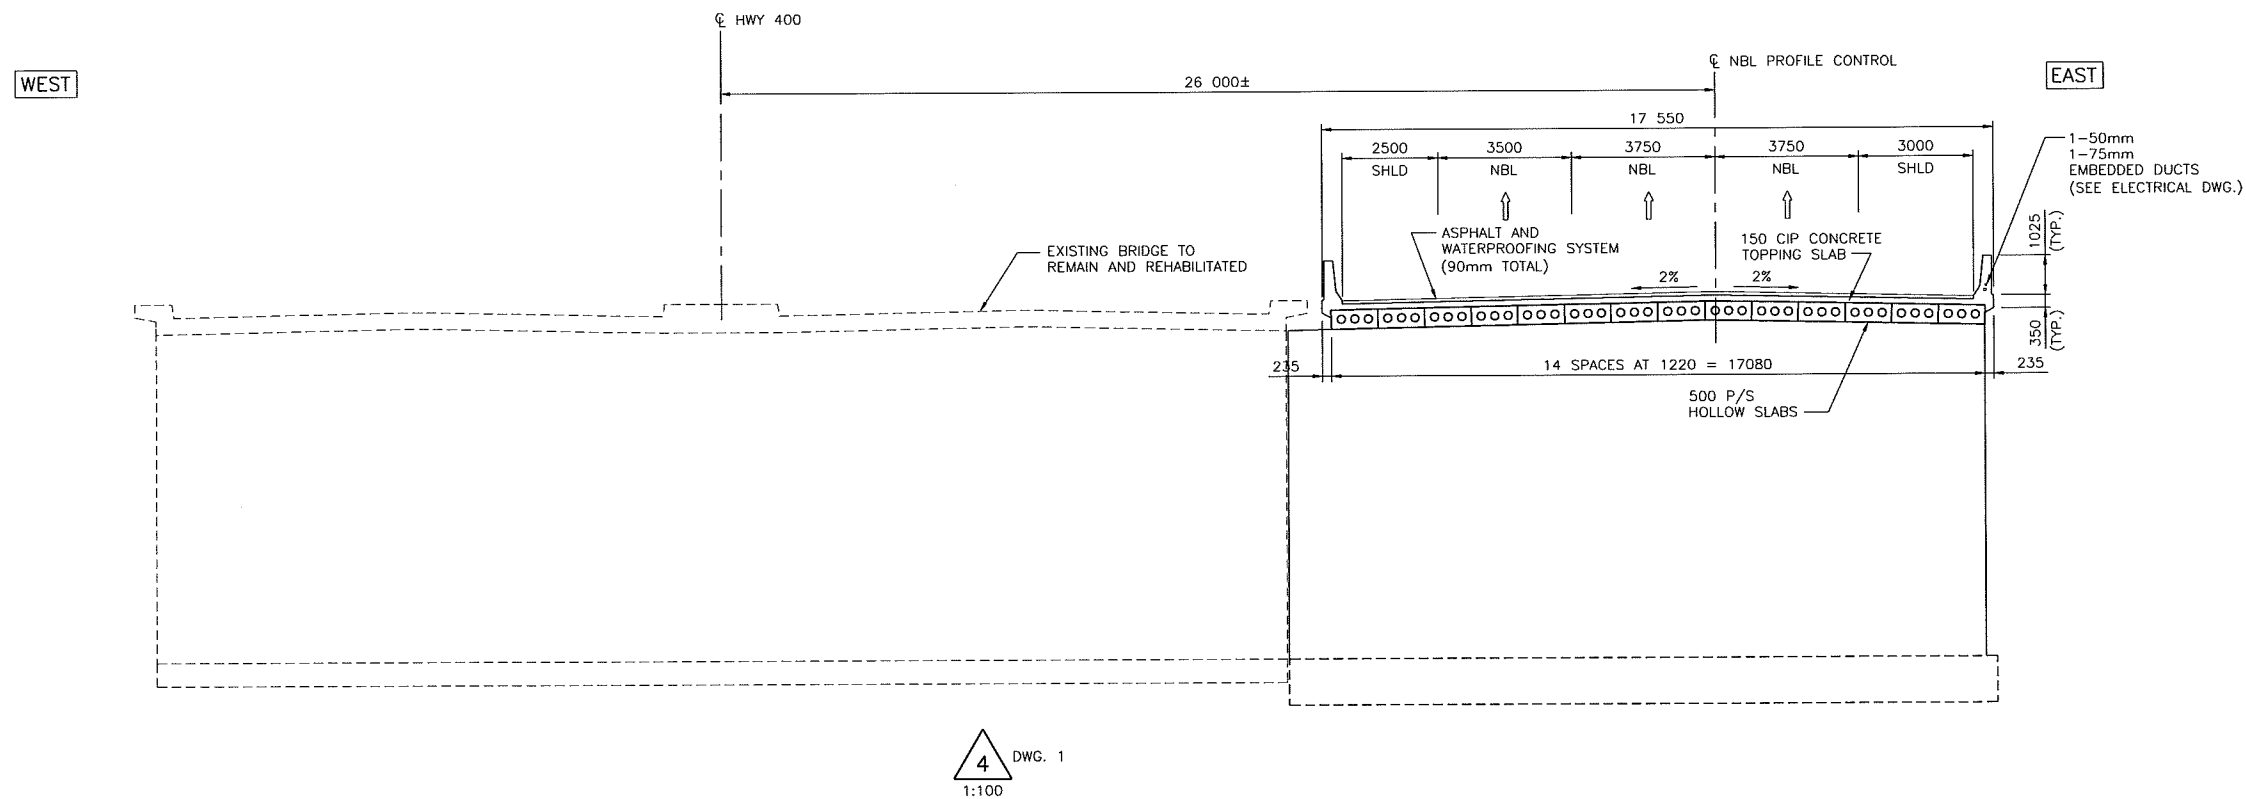 ℄ HWY 400
WEST
26 000±
℄ NBL PROFILE CONTROL
EAST
17 550
2500
SHLD
3500
NBL
3750
NBL
3750
NBL
3000
SHLD
1-50mm
1-75mm
EMBEDDED DUCTS
(SEE ELECTRICAL DWG.)
EXISTING BRIDGE TO
REMAIN AND REHABILITATED
ASPHALT AND
WATERPROOFING SYSTEM
(90mm TOTAL)
150 CIP CONCRETE
TOPPING SLAB
2%
2%
1025
(TYP.)
350
(TYP.)
235
14 SPACES AT 1220 = 17080
235
500 P/S
HOLLOW SLABS
4
DWG. 1
1:100